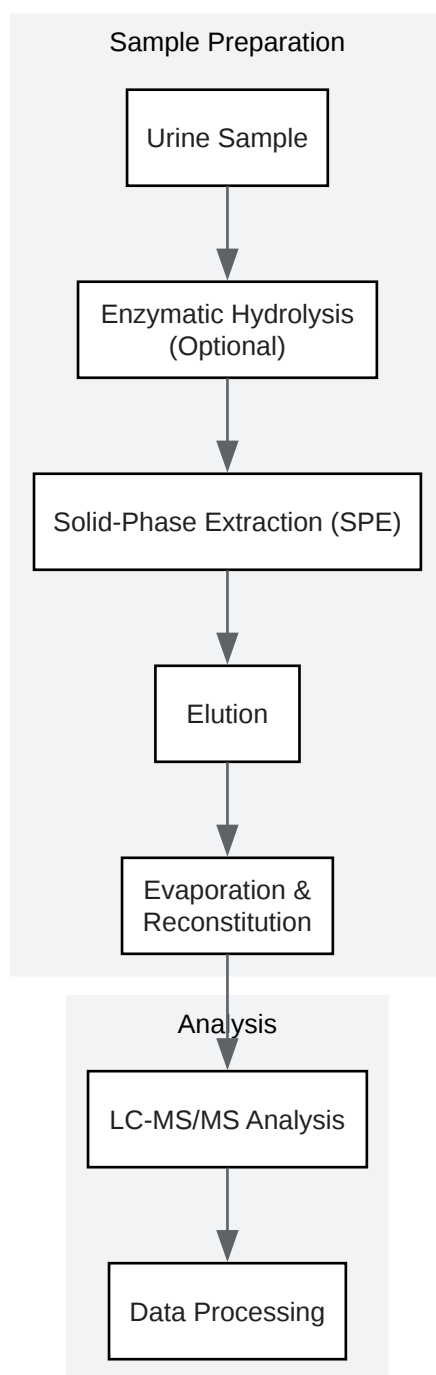 Sample Preparation
Urine Sample
Enzymatic Hydrolysis
(Optional)
Solid-Phase Extraction (SPE)
Elution
Evaporation &
Reconstitution
Analysis
LC-MS/MS Analysis
Data Processing